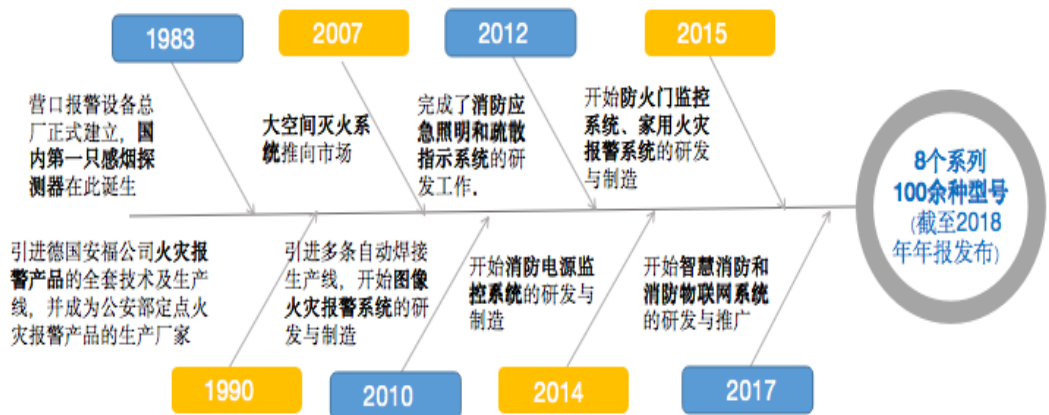 1983
2007
2012
2015
营口报警设备总
厂正式建立，国
内第一只感烟探
测器在此诞生
大空间灭火系
统推向市场
完成了消防应
急照明和疏散
指示系统的研
发工作.
开始防火门监控
系统、家用火灾
报警系统的研发
与制造
8个系列
100余种型号
(截至2018
年年报发布)
引进德国安福公司火灾报
警产品的全套技术及生产
线，并成为公安部定点火
灾报警产品的生产厂家
引进多条自动焊接
生产线，开始图像
火灾报警系统的研
发与制造
开始消防电源监
控系统的研发与
制造
开始智慧消防和
消防物联网系统
的研发与推广
1990
2010
2014
2017